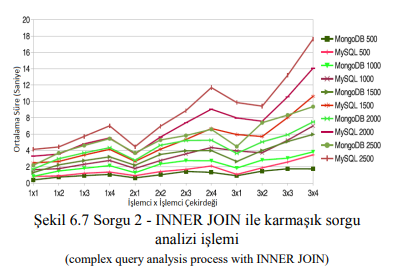 20
18
16
14
12
10
8
6
4
2
0
Ortalama Süre (Saniye)
1x1 1x2 1x3 1x4 2x1 2x2 2x3 2x4 3x1 3x2 3x3 3x4
İşlemci x İşlemci Çekirdeği
MongoDB 500
MySQL 500
MongoDB 1000
MySQL 1000
MongoDB 1500
MySQL 1500
MongoDB 2000
MySQL 2000
MongoDB 2500
MySQL 2500
Şekil 6.7 Sorgu 2 - INNER JOIN ile karmaşık sorgu
analizi işlemi
(complex query analysis process with INNER JOIN)